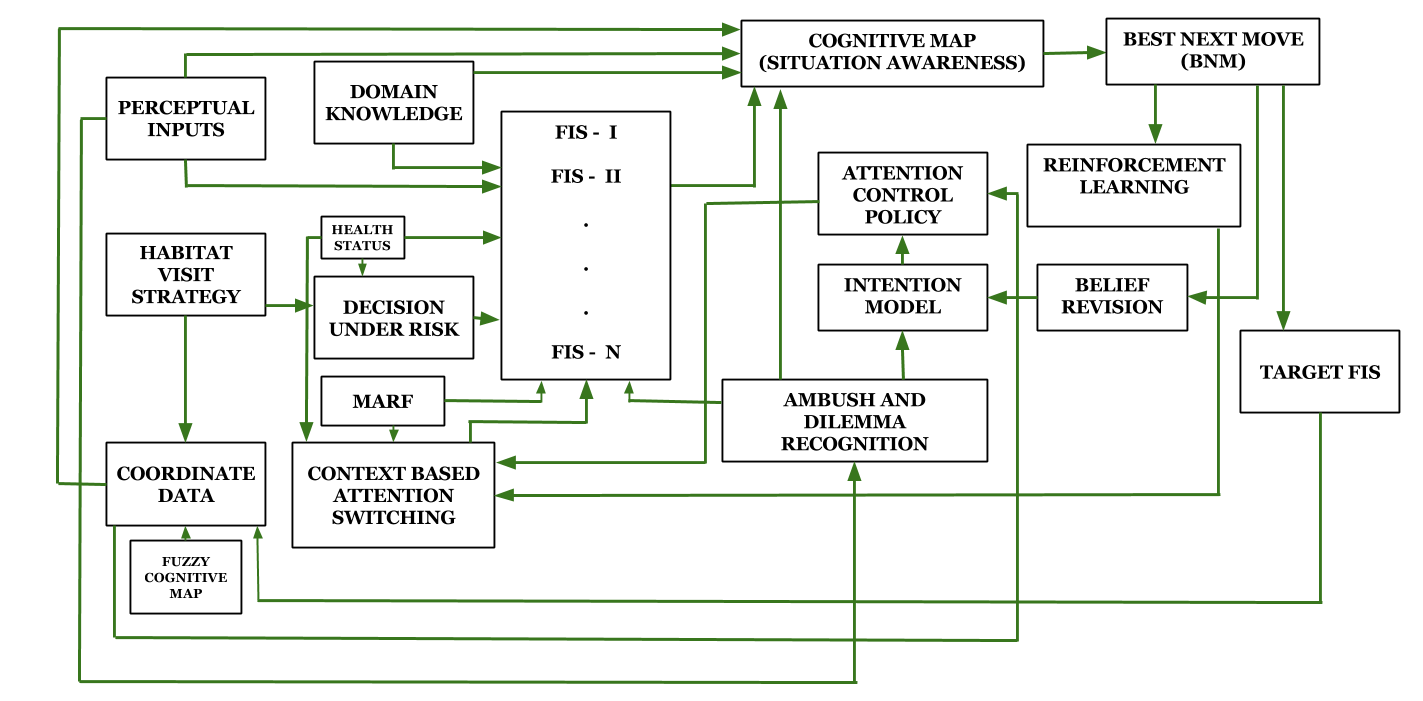 COGNITIVE MAP
(SITUATION AWARENESS)
BEST NEXT MOVE
(BNM)
PERCEPTUAL
INPUTS
DOMAIN
KNOWLEDGE
FIS - I
FIS - II
.
.
.
FIS - N
ATTENTION
CONTROL
POLICY
REINFORCEMENT
LEARNING
HEALTH
STATUS
HABITAT
VISIT
STRATEGY
DECISION
UNDER RISK
INTENTION
MODEL
BELIEF
REVISION
TARGET FIS
MARF
AMBUSH AND
DILEMMA
RECOGNITION
COORDINATE
DATA
CONTEXT BASED
ATTENTION
SWITCHING
FUZZY
COGNITIVE
MAP